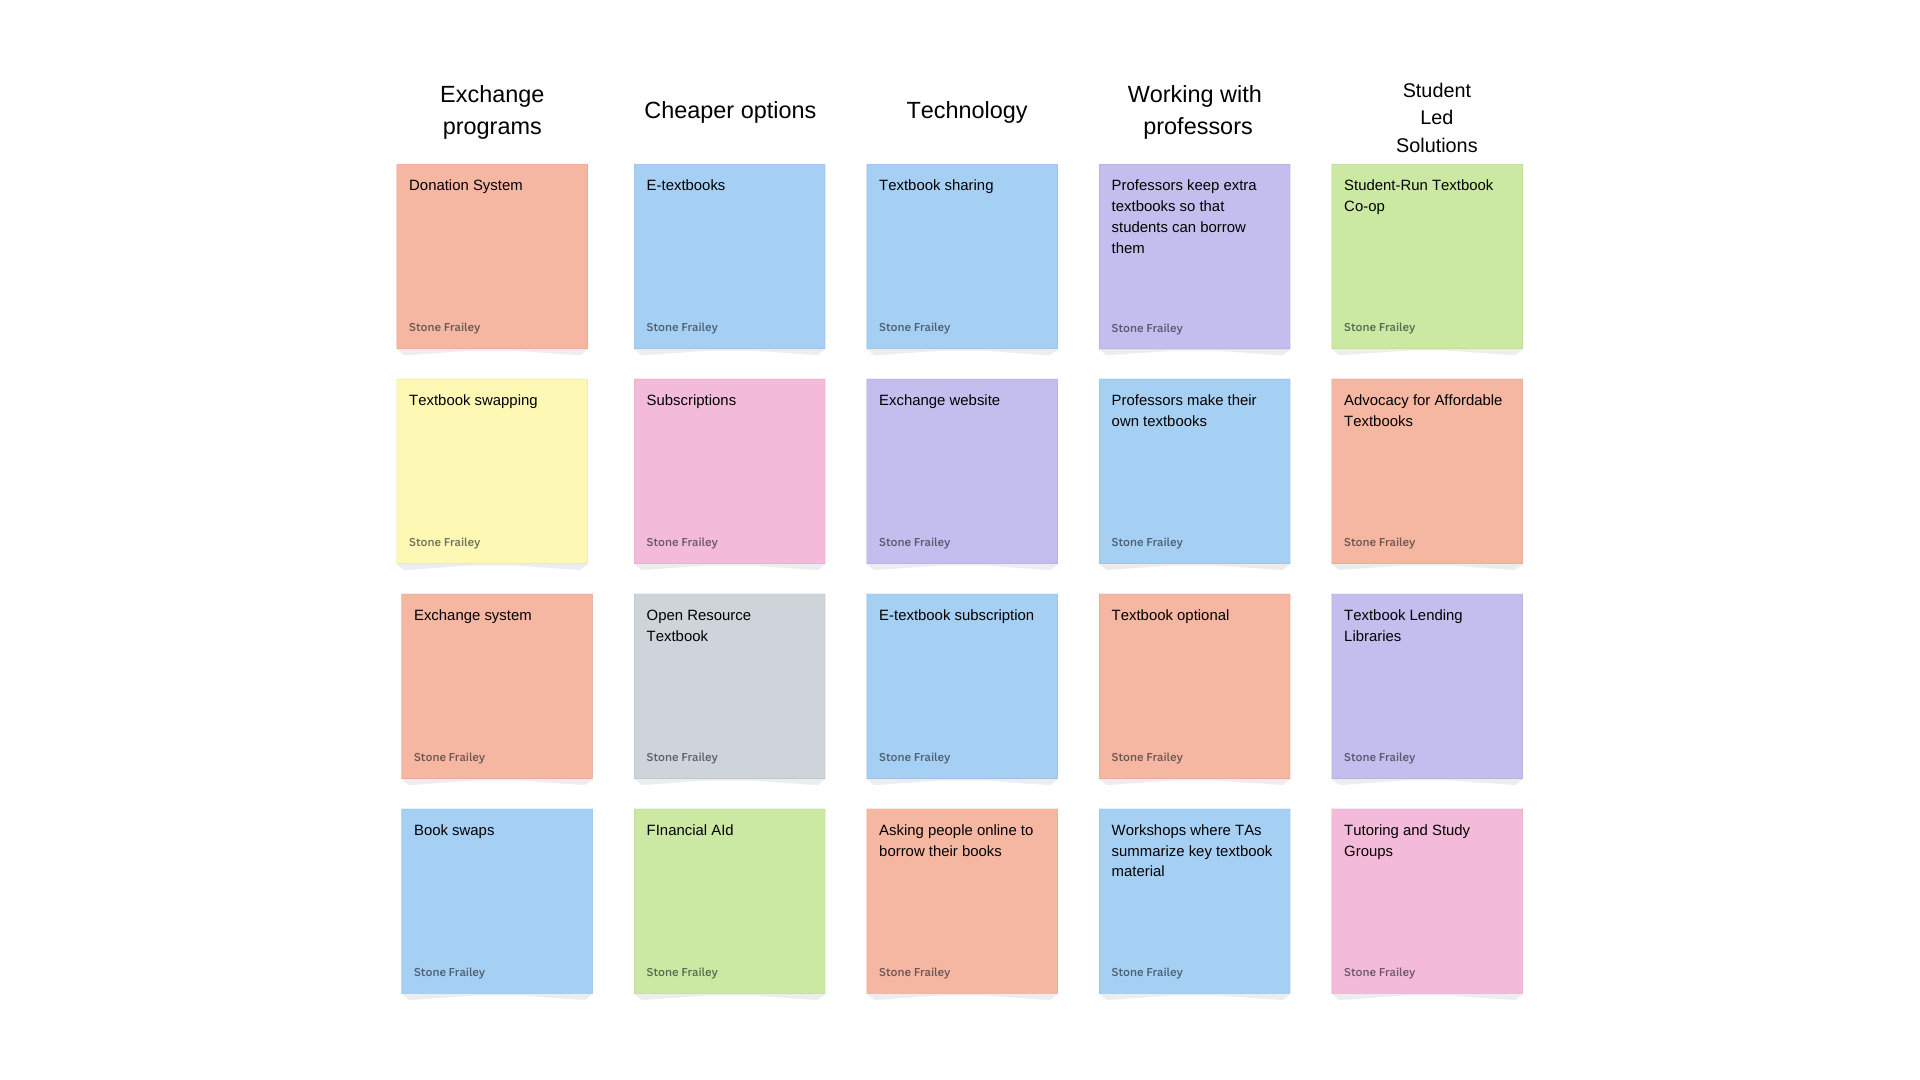 Exchange
programs
Cheaper options
Technology
Working with
professors
Student
Led
Solutions
Donation System
Stone Frailey
E-textbooks
Stone Frailey
Textbook sharing
Stone Frailey
Professors keep extra
textbooks so that
students can borrow
them
Stone Frailey
Student-Run Textbook
Co-op
Stone Frailey
Textbook swapping
Stone Frailey
Subscriptions
Stone Frailey
Exchange website
Stone Frailey
Professors make their
own textbooks
Stone Frailey
Advocacy for Affordable
Textbooks
Stone Frailey
Exchange system
Stone Frailey
Open Resource
Textbook
Stone Frailey
E-textbook subscription
Stone Frailey
Textbook optional
Stone Frailey
Textbook Lending
Libraries
Stone Frailey
Book swaps
Stone Frailey
FInancial AId
Stone Frailey
Asking people online to
borrow their books
Stone Frailey
Workshops where TAs
summarize key textbook
material
Stone Frailey
Tutoring and Study
Groups
Stone Frailey